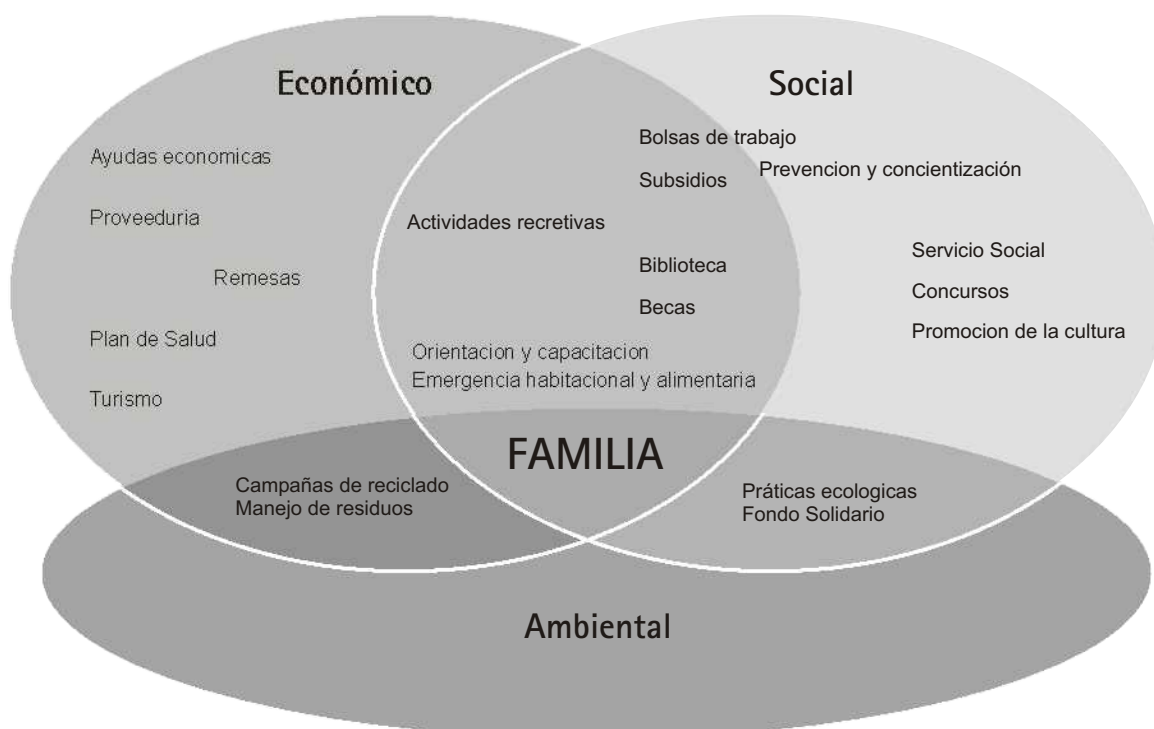 Económico
Social
Bolsas de trabajo
Ayudas economicas
Prevencion y concientización
Subsidios
Proveeduria
Actividades recretivas
Servicio Social
Biblioteca
Remesas
Concursos
Becas
Promocion de la cultura
Plan de Salud
Orientacion y capacitacion
Emergencia habitacional y alimentaria
Turismo
FAMILIA
Campañas de reciclado
Manejo de residuos
Práticas ecologicas
Fondo Solidario
Ambiental